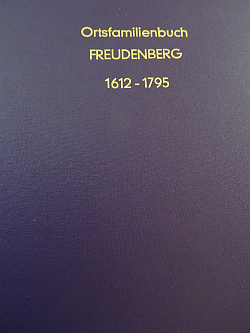 Ortsfamilienbuch
FREUDENBERG
1612 - 1795